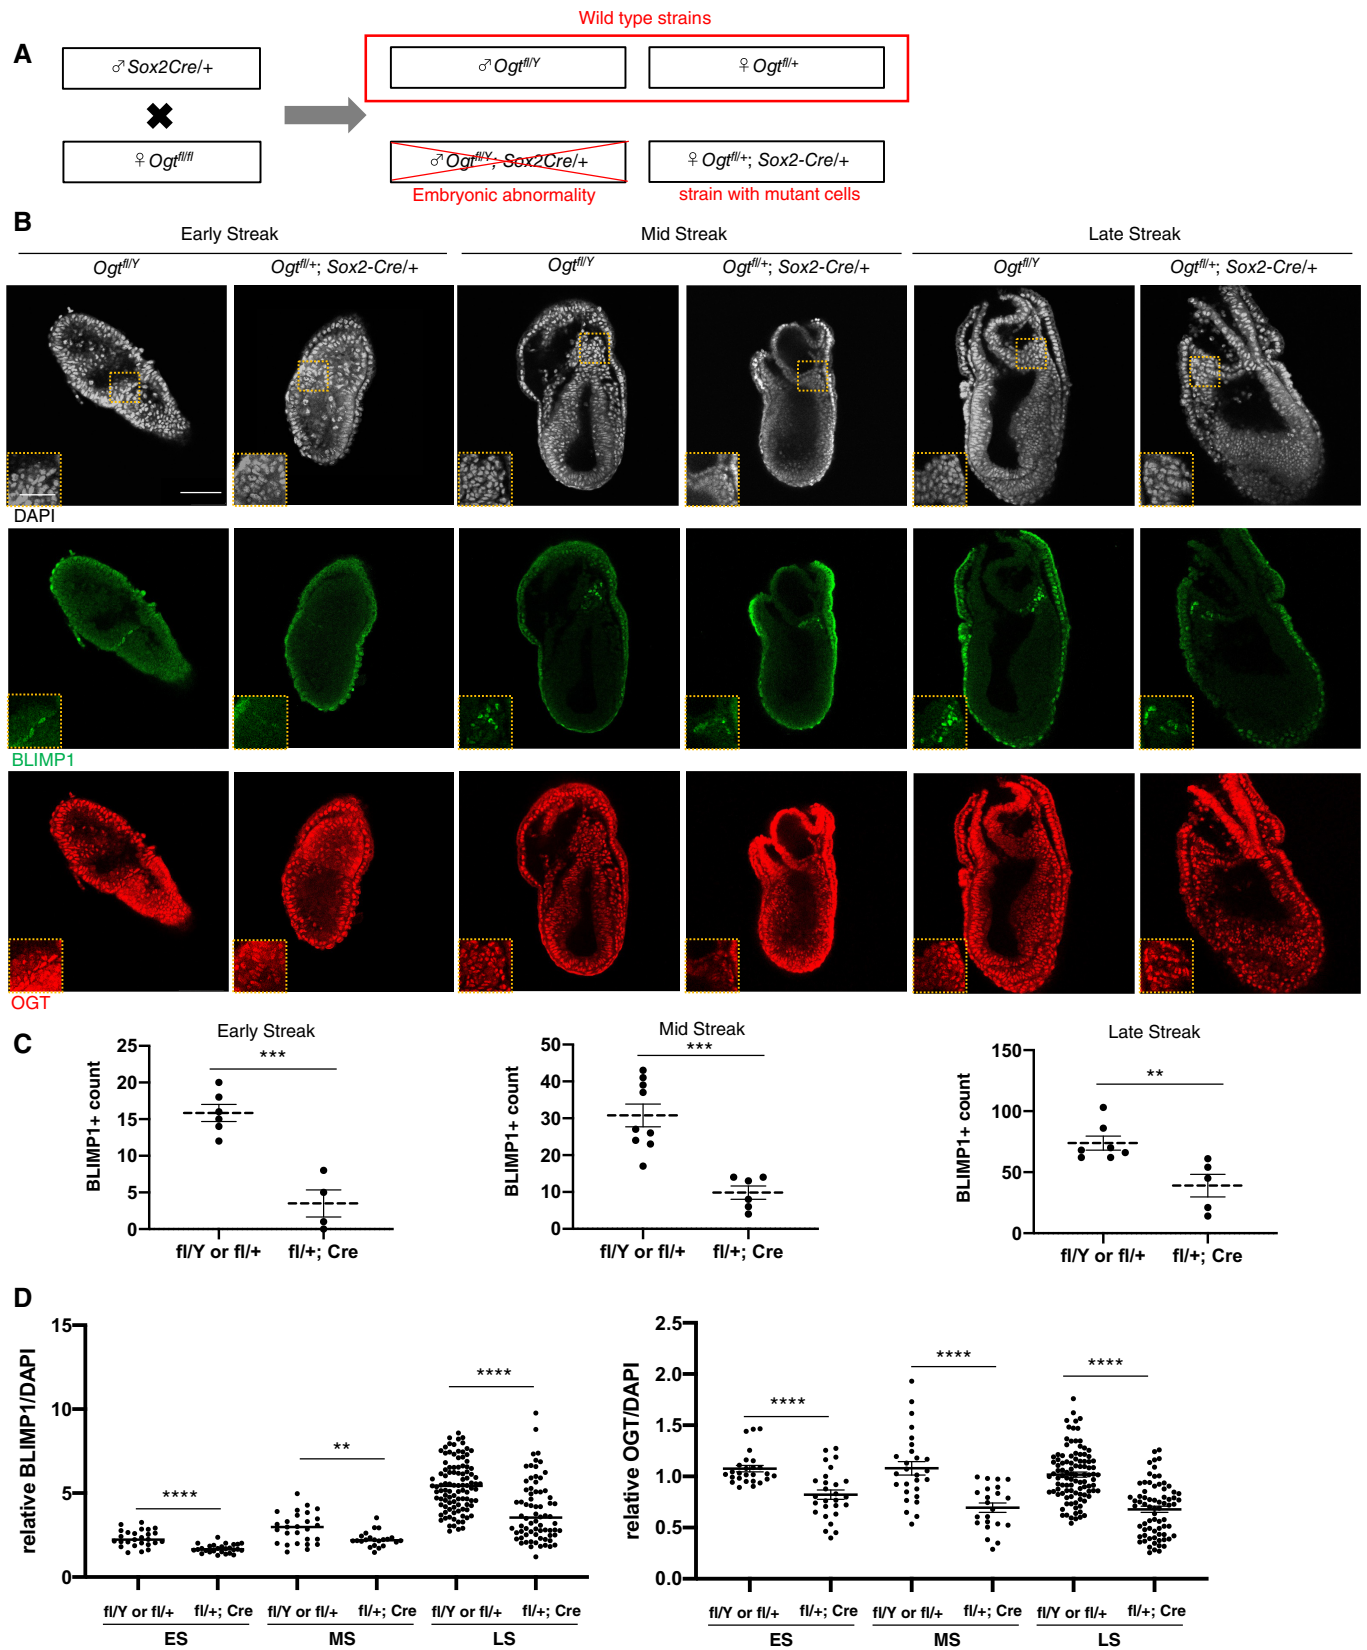 Wild type strains
A
♂Sox2Cre/+
♂Ogtfl/Y
♀Ogtfl/+
♀Ogtfl/fl
♂Ogtfl/Y; Sox2Cre/+
♀Ogtfl/+; Sox2-Cre/+
Embryonic abnormality
strain with mutant cells
B
Early Streak
Mid Streak
Late Streak
Ogtfl/Y
Ogtfl/+; Sox2-Cre/+
Ogtfl/Y
Ogtfl/+; Sox2-Cre/+
Ogtfl/Y
Ogtfl/+; Sox2-Cre/+
DAPI
BLIMP1
OGT
C
Early Streak
BLIMP1+ count
25
20
15
10
5
0
***
fl/Y or fl/+
fl/+; Cre
Mid Streak
BLIMP1+ count
50
40
30
20
10
0
***
fl/Y or fl/+
fl/+; Cre
Late Streak
BLIMP1+ count
150
100
50
0
**
fl/Y or fl/+
fl/+; Cre
D
relative BLIMP1/DAPI
15
10
5
0
****
**
****
fl/Y or fl/+
fl/+; Cre
fl/Y or fl/+
fl/+; Cre
fl/Y or fl/+
fl/+; Cre
ES
MS
LS
relative OGT/DAPI
2.5
2.0
1.5
1.0
0.5
0.0
****
****
****
fl/Y or fl/+
fl/+; Cre
fl/Y or fl/+
fl/+; Cre
fl/Y or fl/+
fl/+; Cre
ES
MS
LS